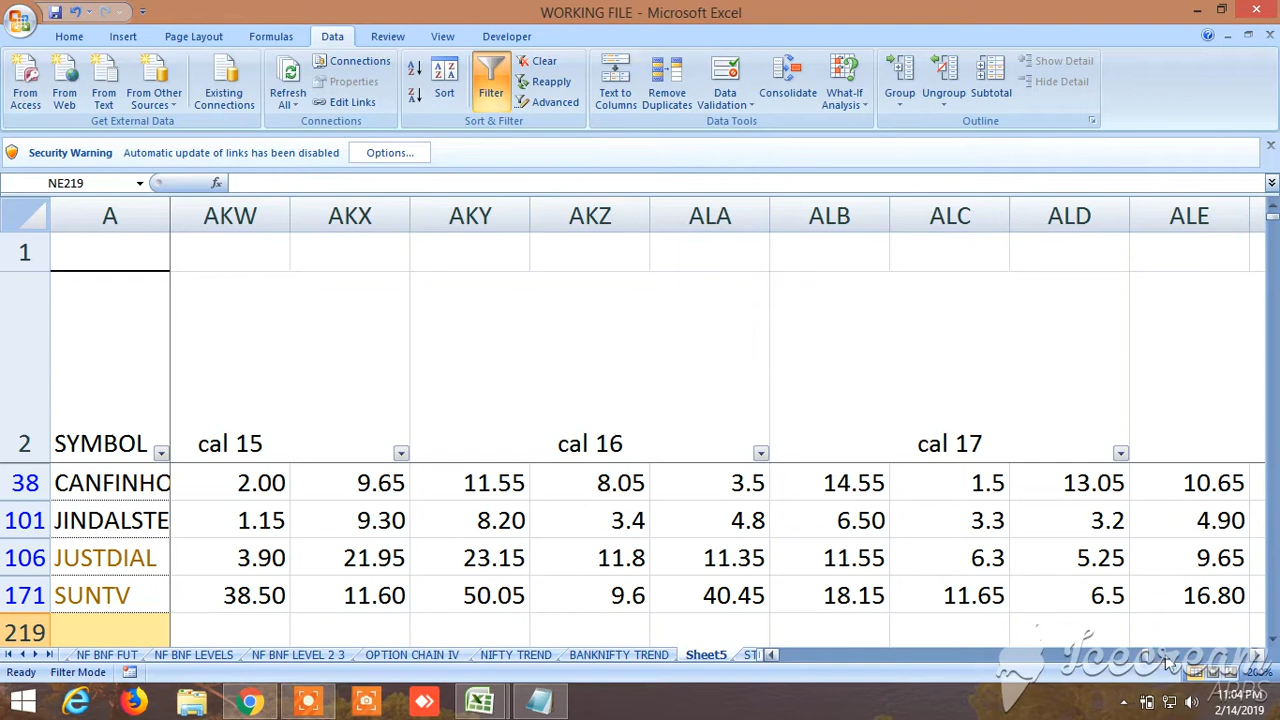 WORKING FILE - Microsoft Excel
Home Insert Page Layout Formulas Data Review View Developer
From Access
From Web
From Text
From Other Sources
Existing Connections
Get External Data
Refresh All
Connections
Properties
Edit Links
Connections
Sort
Filter
Clear
Reapply
Advanced
Sort & Filter
Text to Columns
Remove Duplicates
Data Validation
Consolidate
What-If Analysis
Data Tools
Group
Ungroup
Subtotal
Show Detail
Hide Detail
Outline
Security Warning Automatic update of links has been disabled Options...
NE219 fx
A AKW AKX AKY AKZ ALA ALB ALC ALD ALE
1
2 SYMBOL cal 15 cal 16 cal 17
38 CANFINHO 2.00 9.65 11.55 8.05 3.5 14.55 1.5 13.05 10.65
101 JINDALSTE 1.15 9.30 8.20 3.4 4.8 6.50 3.3 3.2 4.90
106 JUSTDIAL 3.90 21.95 23.15 11.8 11.35 11.55 6.3 5.25 9.65
171 SUNTV 38.50 11.60 50.05 9.6 40.45 18.15 11.65 6.5 16.80
219
NF BNF FUT NF BNF LEVELS NF BNF LEVEL 2 3 OPTION CHAIN IV NIFTY TREND BANKNIFTY TREND Sheet5 ST
Ready Filter Mode 200%
Icecream
APPS
11:04 PM
2/14/2019